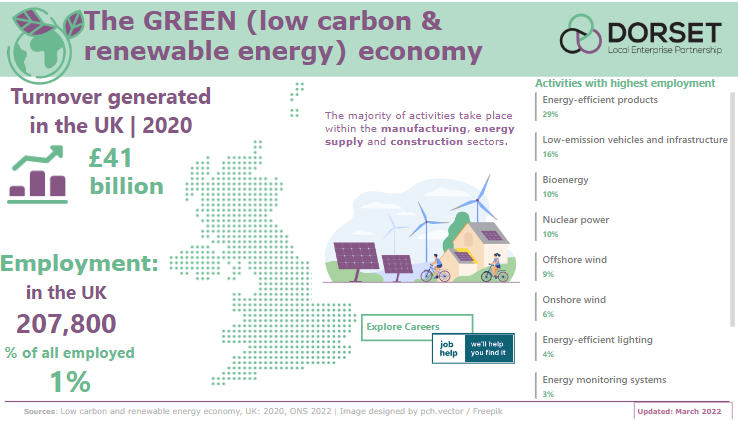 The GREEN (low carbon &
renewable energy) economy
DORSET
Local Enterprise Partnership
Turnover generated
in the UK | 2020
£41
billion
Employment:
in the UK
207,800
% of all employed
1%
The majority of activities take place
within the manufacturing, energy
supply and construction sectors.
Explore Careers
job
help
we'll help
you find it
Activities with highest employment
Energy-efficient products
29%
Low-emission vehicles and infrastructure
16%
Bioenergy
10%
Nuclear power
10%
Offshore wind
9%
Onshore wind
6%
Energy-efficient lighting
4%
Energy monitoring systems
3%
Sources: Low carbon and renewable energy economy, UK: 2020, ONS 2022 | Image designed by pch.vector / Freepik
Updated: March 2022